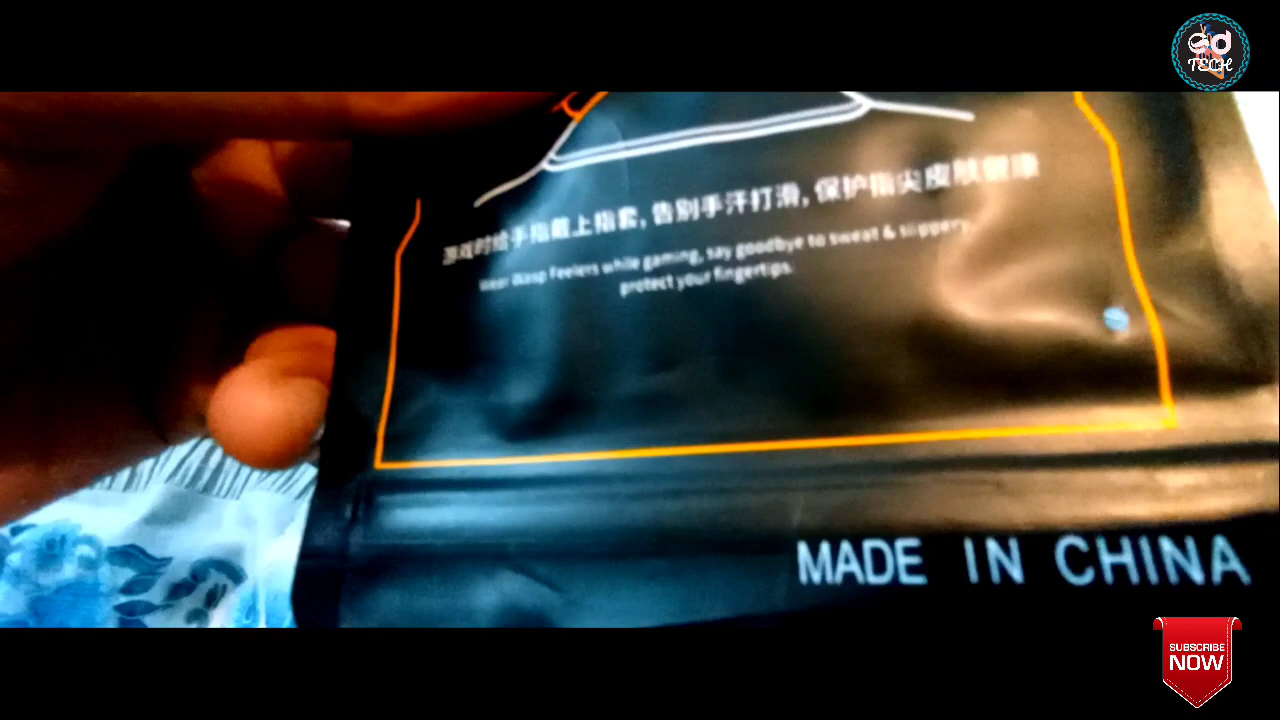 ad
TECH
游戏时给手指戴上指套, 告别手汗打滑, 保护指尖皮肤健康
Wear Wasp Feelers while gaming, say goodbye to sweat & slippery,
protect your fingertips.
MADE IN CHINA
SUBSCRIBE
NOW